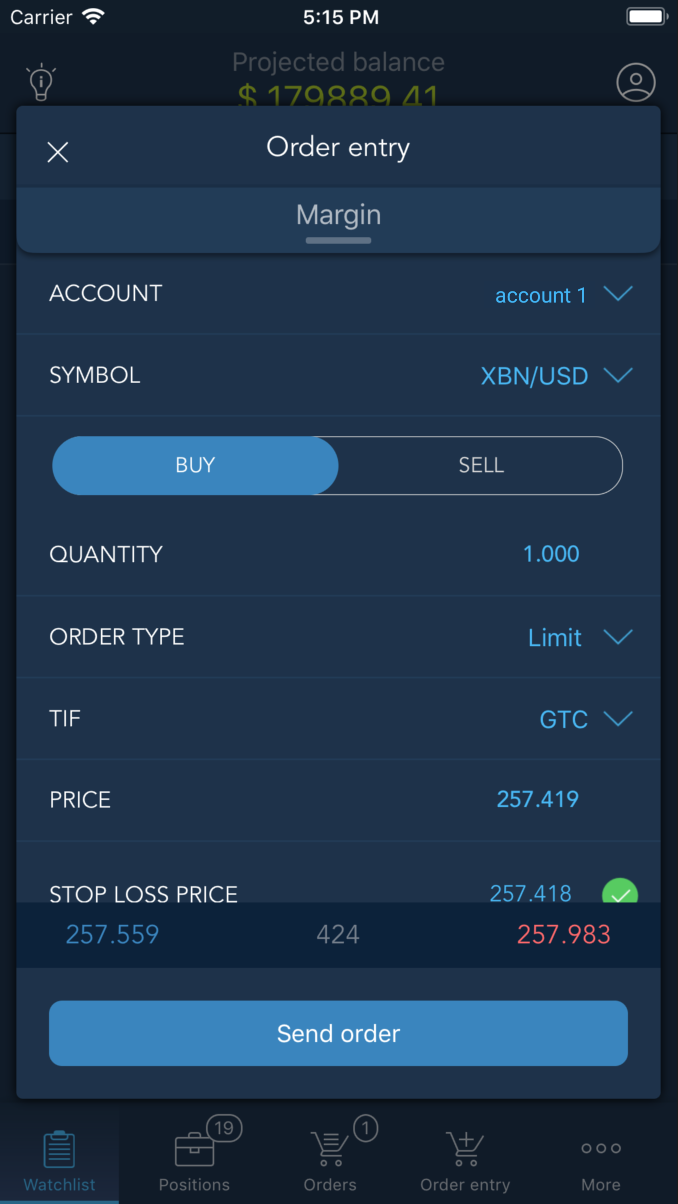 Carrier 5:15 PM
Projected balance
$ 179889.41
Order entry
Margin
ACCOUNT account 1
SYMBOL XBN/USD
BUY SELL
QUANTITY 1.000
ORDER TYPE Limit
TIF GTC
PRICE 257.419
STOP LOSS PRICE 257.418
257.559 424 257.983
Send order
19 1
Watchlist Positions Orders Order entry More